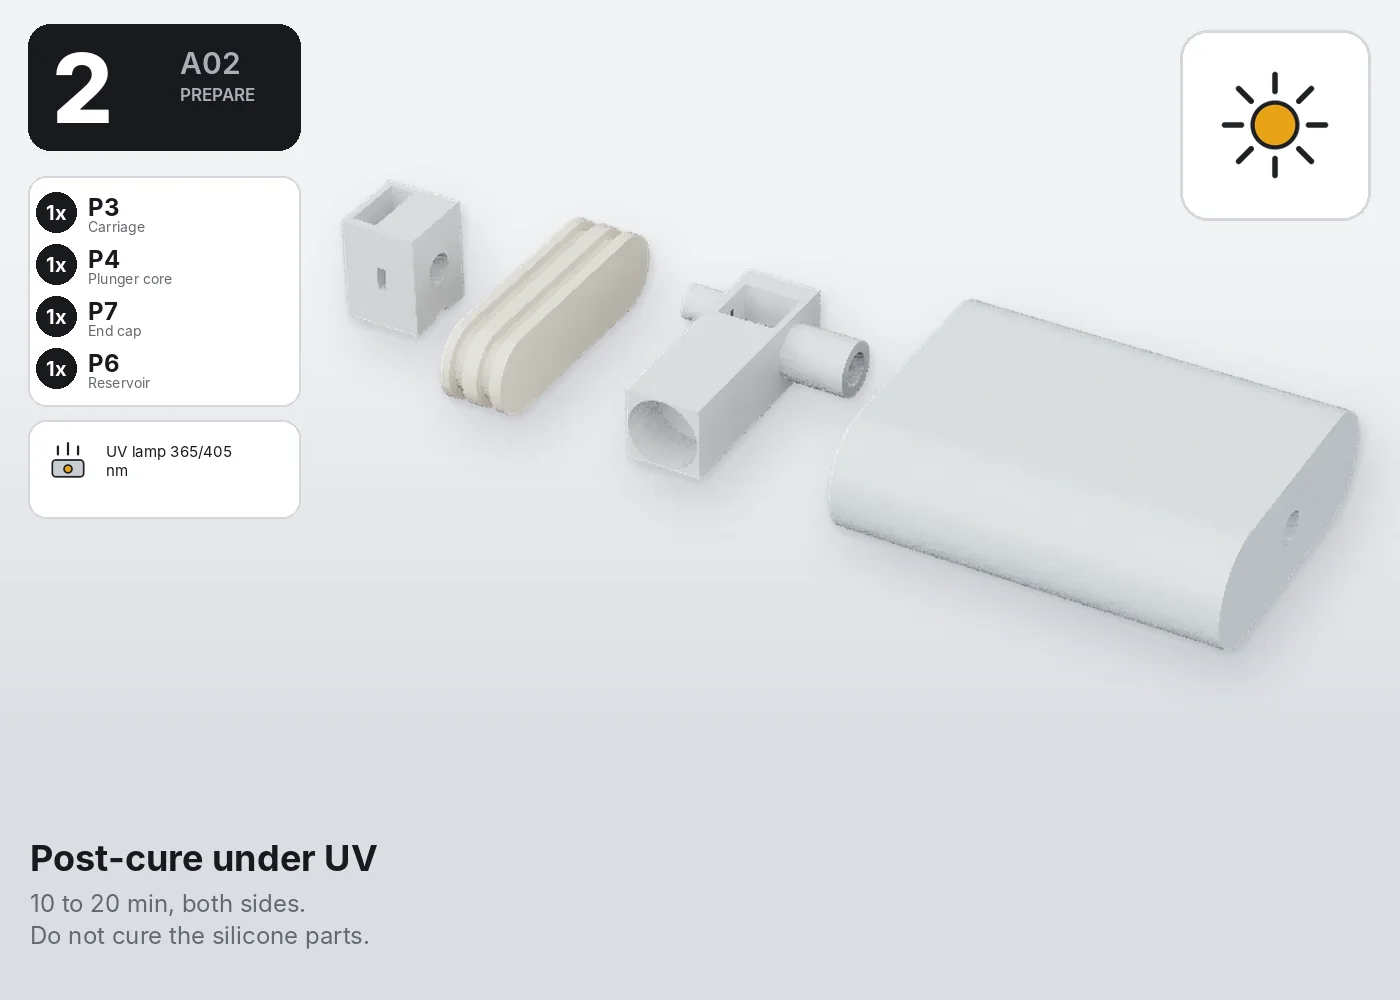 2
A02
PREPARE
1x P3
Carriage
1x P4
Plunger core
1x P7
End cap
1x P6
Reservoir
UV lamp 365/405
nm
Post-cure under UV
10 to 20 min, both sides.
Do not cure the silicone parts.